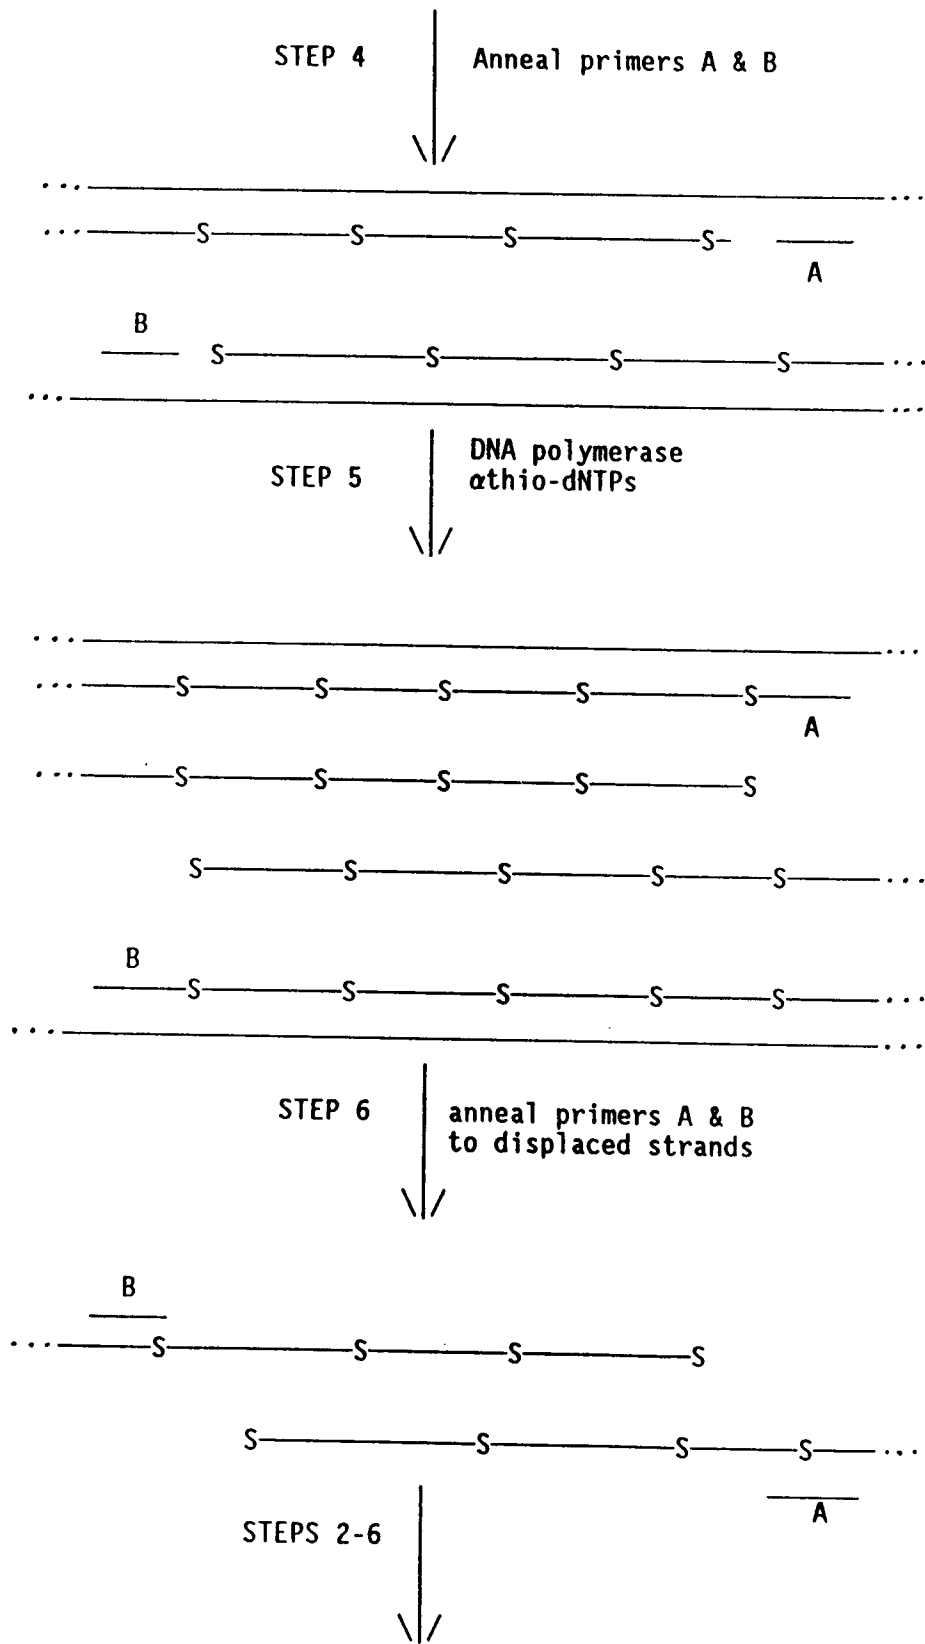 STEP 4 Anneal primers A & B
... ...
... S S S S
A
B
S S S S ...
... ...
STEP 5 DNA polymerase
αthio-dNTPs
... ...
... S S S S S
A
... S S S S S
S S S S S ...
B
S S S S S ...
... ...
STEP 6 anneal primers A & B
to displaced strands
B
... S S S S
S S S S ...
A
STEPS 2-6